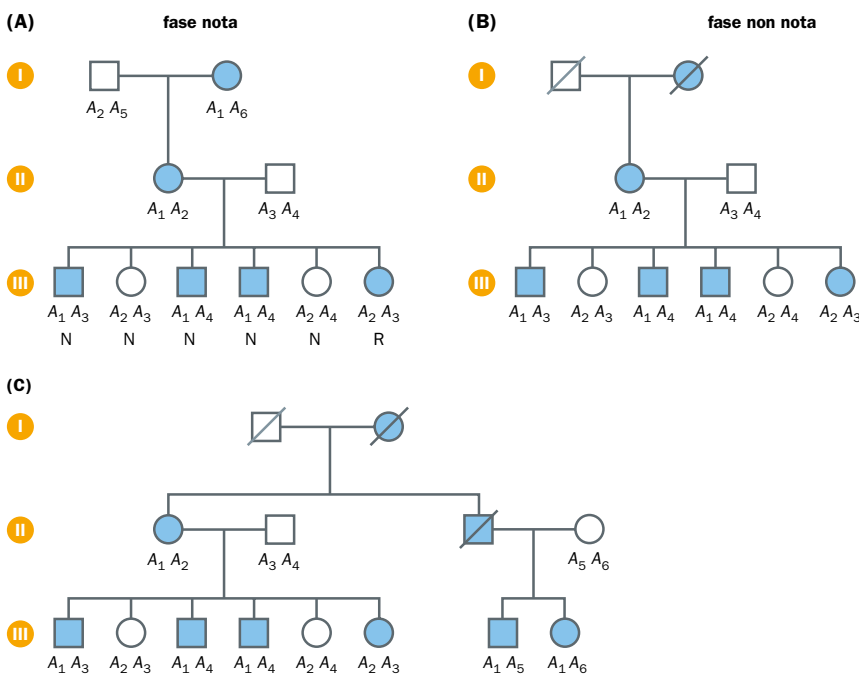 (A) fase nota
I
A2 A5 A1 A6
II
A1 A2 A3 A4
III
A1 A3 A2 A3 A1 A4 A1 A4 A2 A4 A2 A3
N N N N N R
(B) fase non nota
I
II
A1 A2 A3 A4
III
A1 A3 A2 A3 A1 A4 A1 A4 A2 A4 A2 A3
(C)
I
II
A1 A2 A3 A4 A5 A6
III
A1 A3 A2 A3 A1 A4 A1 A4 A2 A4 A2 A3 A1 A5 A1 A6